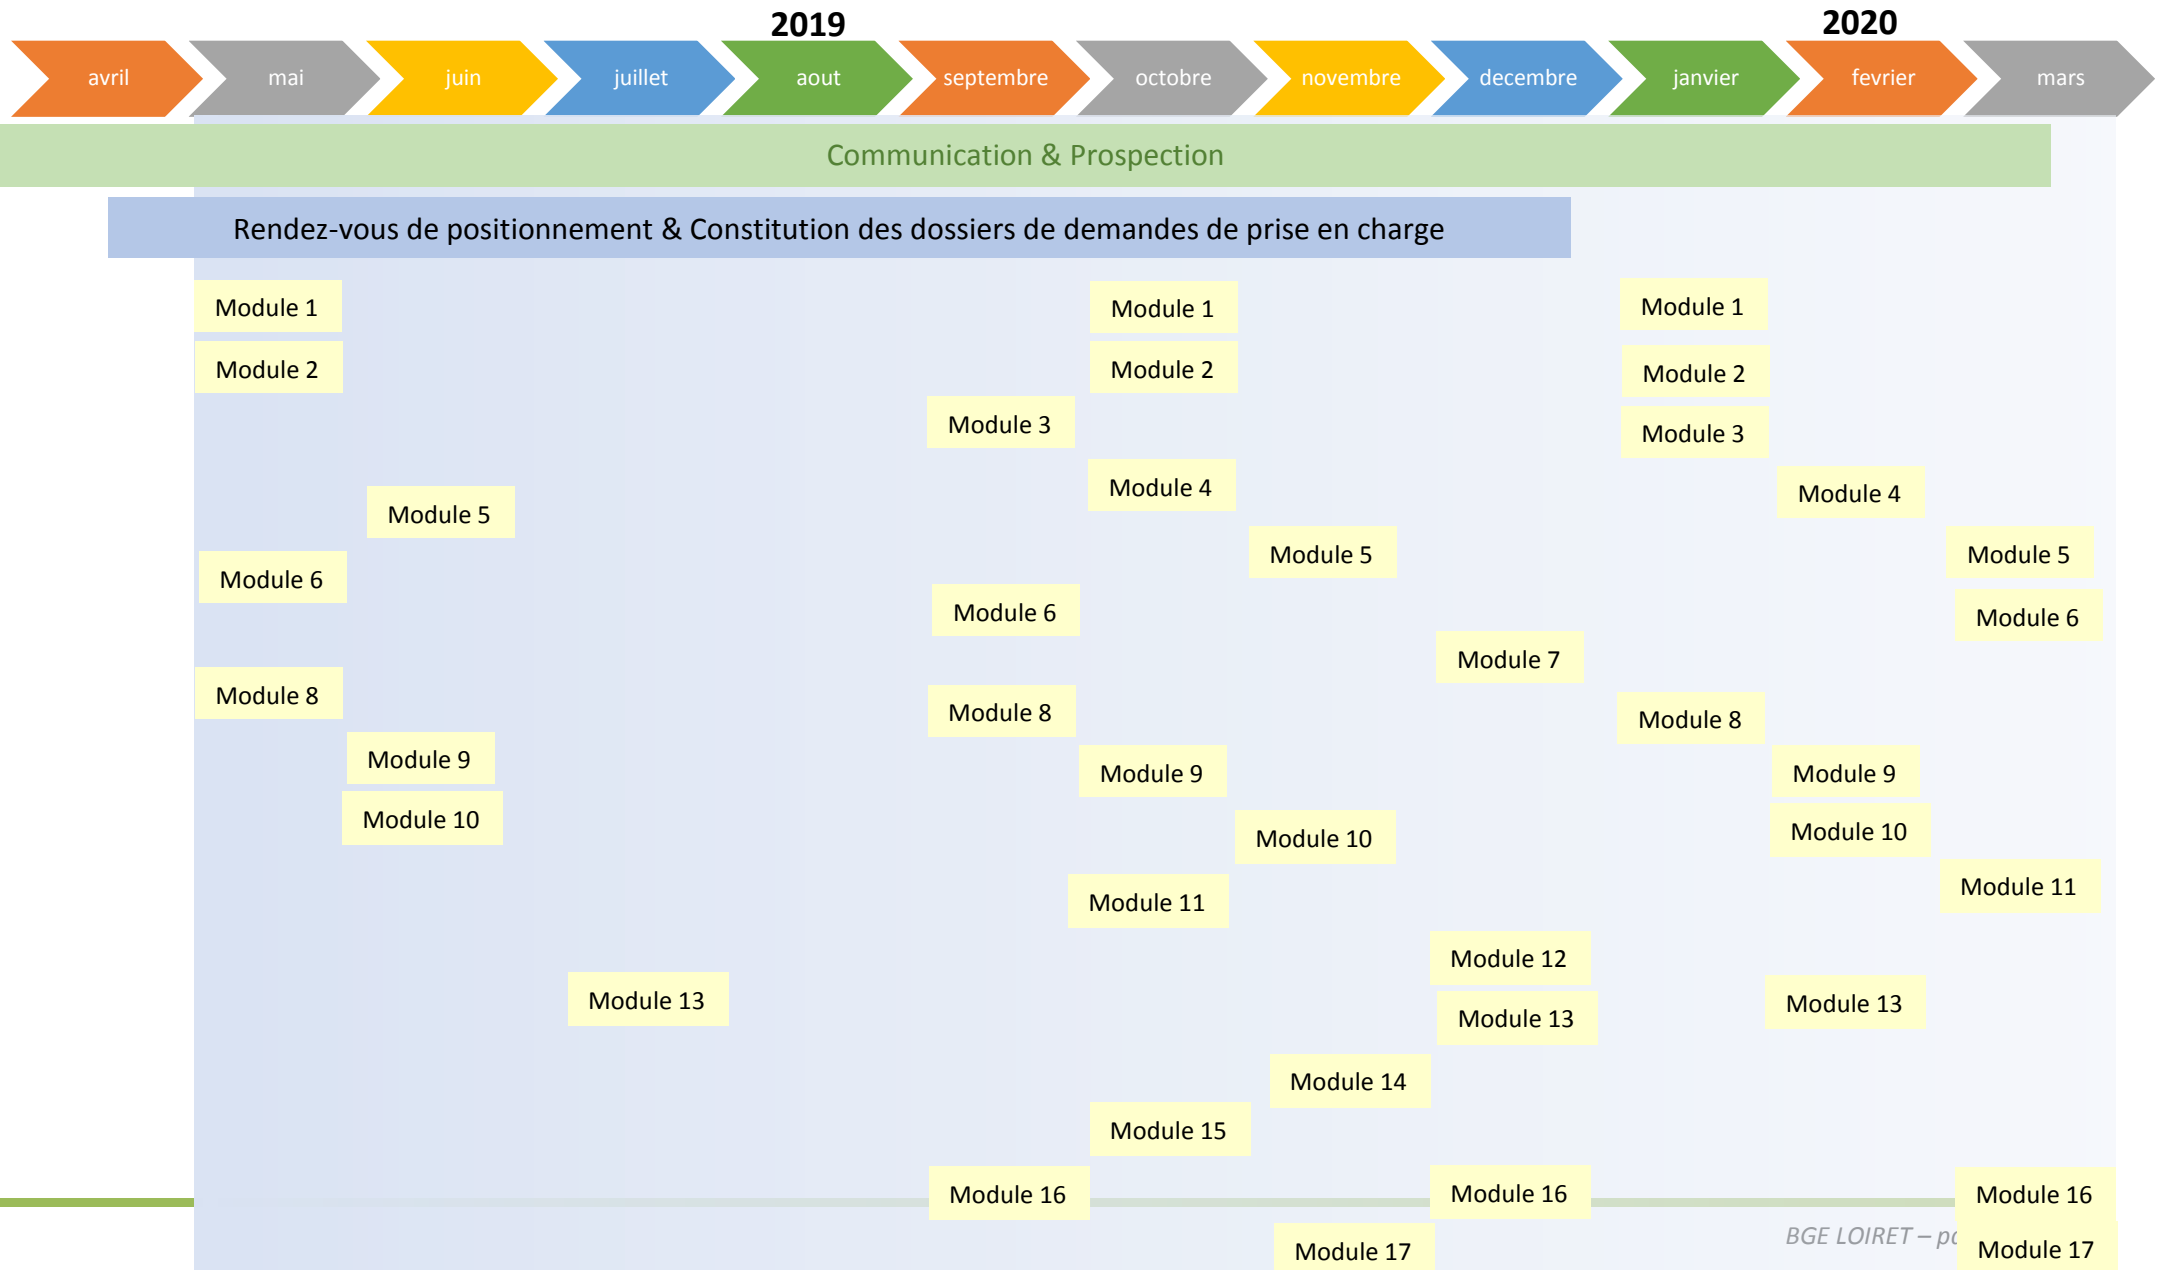 2019
2020
avril
mai
juin
juillet
aout
septembre
octobre
novembre
decembre
janvier
fevrier
mars
Communication & Prospection
Rendez-vous de positionnement & Constitution des dossiers de demandes de prise en charge
Module 1
Module 1
Module 1
Module 2
Module 2
Module 2
Module 3
Module 3
Module 4
Module 4
Module 5
Module 5
Module 5
Module 6
Module 6
Module 6
Module 7
Module 8
Module 8
Module 8
Module 9
Module 9
Module 9
Module 10
Module 10
Module 10
Module 11
Module 11
Module 12
Module 13
Module 13
Module 13
Module 14
Module 15
Module 16
Module 16
Module 16
BGE LOIRET –
Module 17
Module 17